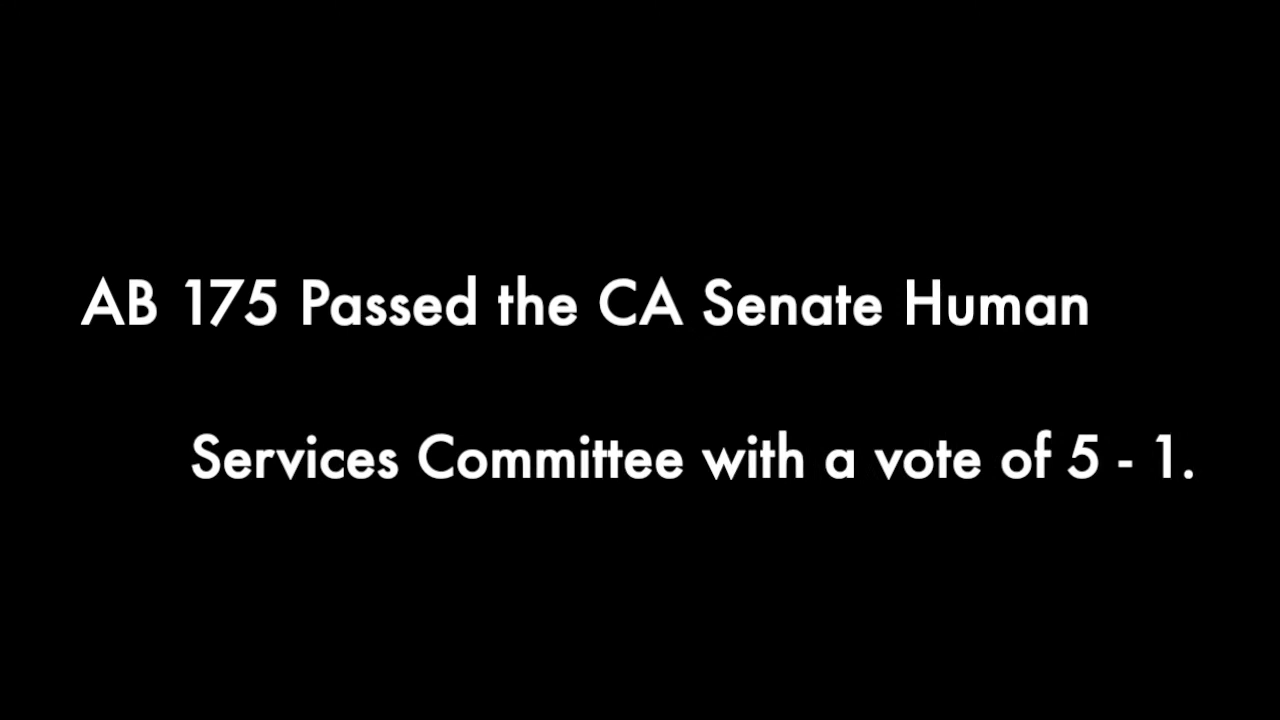 AB 175 Passed the CA Senate Human
Services Committee with a vote of 5 - 1.